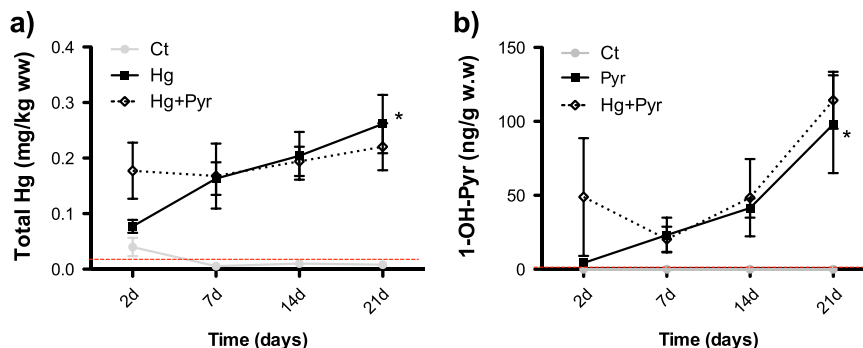 a)
Total Hg (mg/kg ww)
0.4
0.3
0.2
0.1
0.0
Ct
Hg
Hg+Pyr
*
2d
7d
14d
21d
Time (days)
b)
1-OH-Pyr (ng/g w.w)
150
100
50
0
Ct
Pyr
Hg+Pyr
*
2d
7d
14d
21d
Time (days)